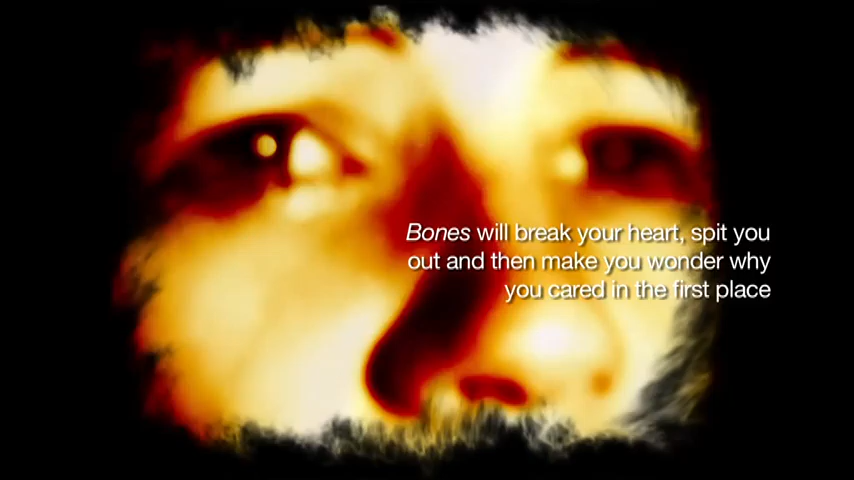 Bones will break your heart, spit you
out and then make you wonder why
you cared in the first place